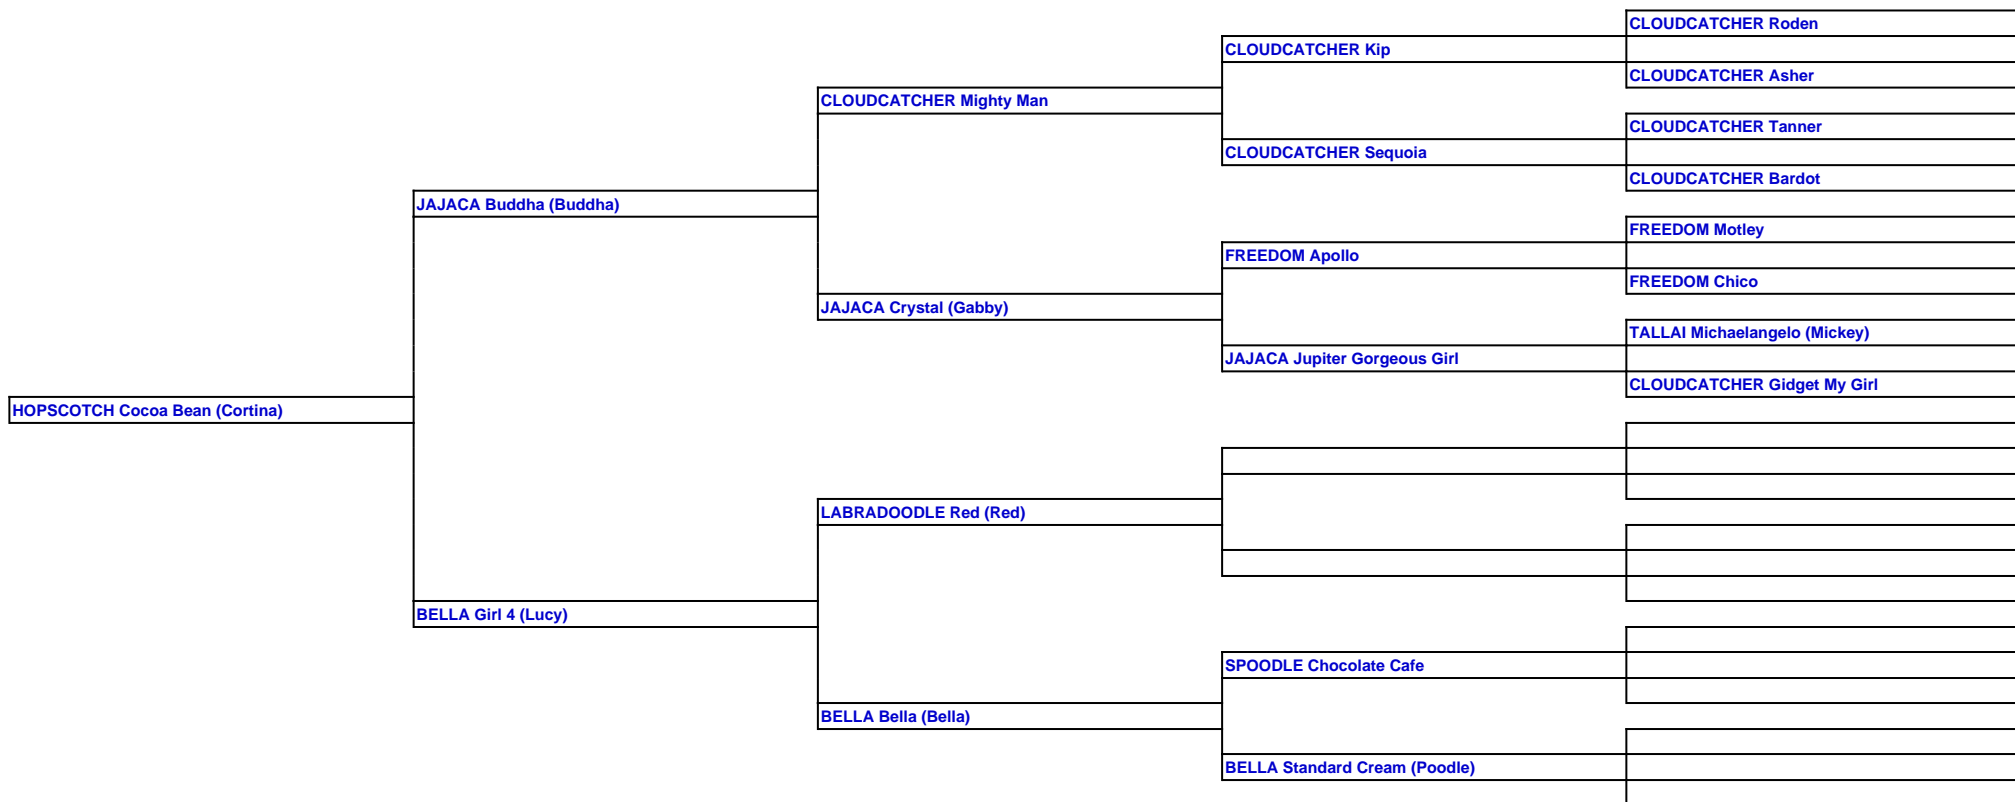 CLOUDCATCHER Roden
CLOUDCATCHER Kip
CLOUDCATCHER Asher
CLOUDCATCHER Mighty Man
CLOUDCATCHER Tanner
CLOUDCATCHER Sequoia
CLOUDCATCHER Bardot
JAJACA Buddha (Buddha)
FREEDOM Motley
FREEDOM Apollo
FREEDOM Chico
JAJACA Crystal (Gabby)
TALLAI Michaelangelo (Mickey)
JAJACA Jupiter Gorgeous Girl
CLOUDCATCHER Gidget My Girl
HOPSCOTCH Cocoa Bean (Cortina)
LABRADOODLE Red (Red)
BELLA Girl 4 (Lucy)
SPOODLE Chocolate Cafe
BELLA Bella (Bella)
BELLA Standard Cream (Poodle)